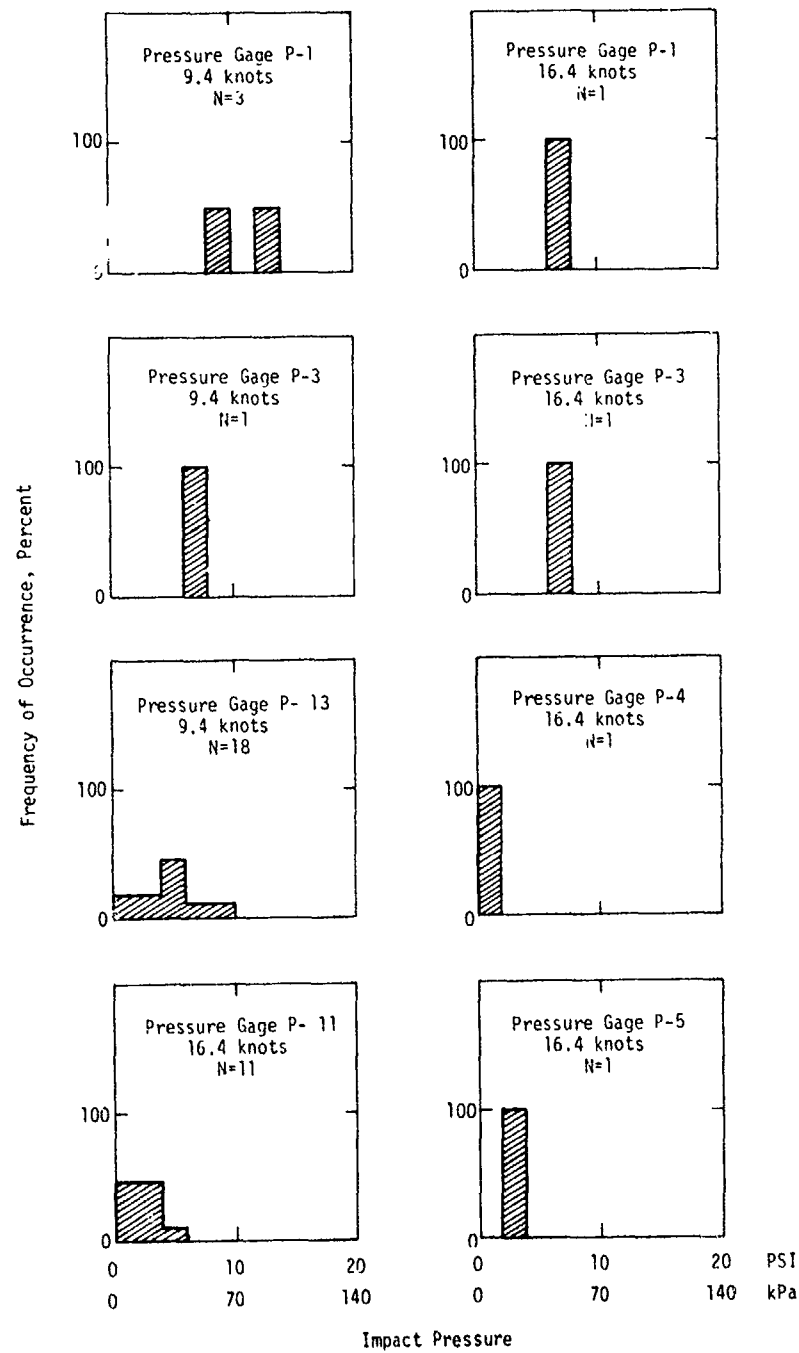 Pressure Gage P-1
9.4 knots
N=3
100
Pressure Gage P-1
16.4 knots
N=1
100
0
Pressure Gage P-3
9.4 knots
N=1
100
0
Pressure Gage P-3
16.4 knots
N=1
100
0
Frequency of Occurrence, Percent
Pressure Gage P- 13
9.4 knots
N=18
100
0
Pressure Gage P-4
16.4 knots
N=1
100
0
Pressure Gage P- 11
16.4 knots
N=11
100
0
Pressure Gage P-5
16.4 knots
N=1
100
0
0 10 20 0 10 20 PSI
0 70 140 0 70 140 kPa
Impact Pressure